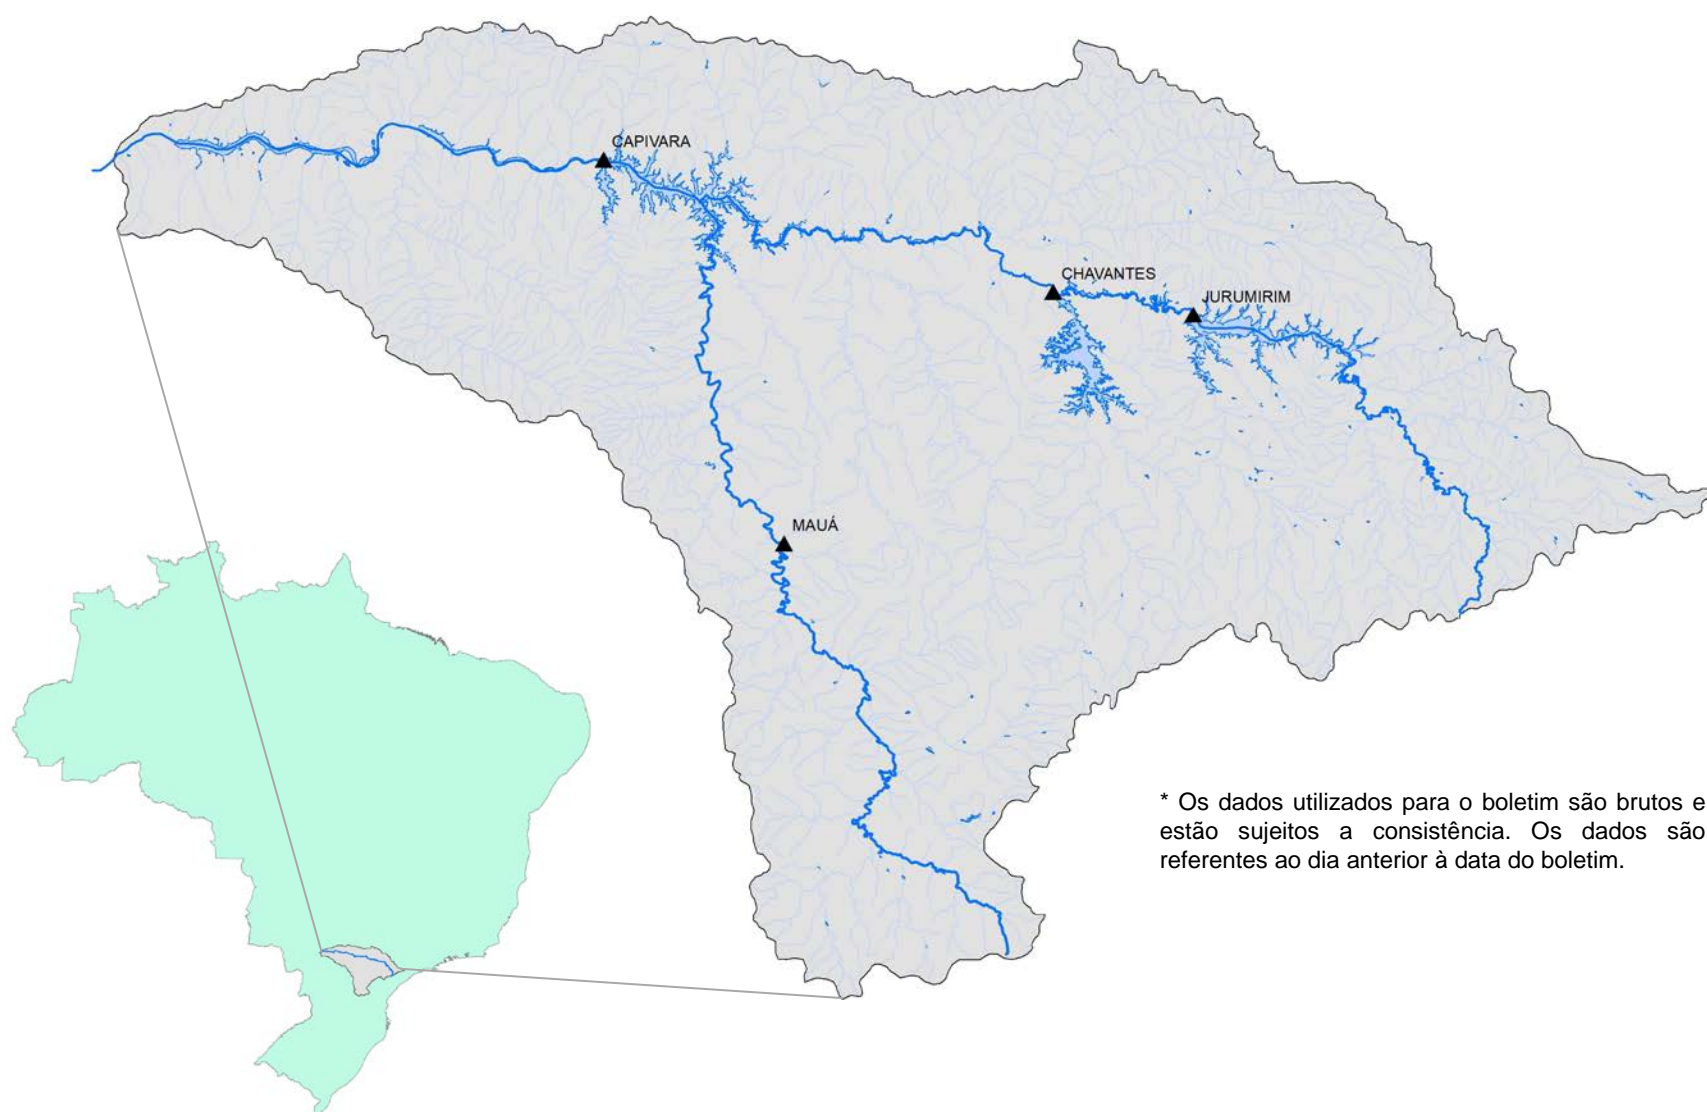 CAPIVARA
CHAVANTES
JURUMIRIM
MAUÁ
* Os dados utilizados para o boletim são brutos e
estão sujeitos a consistência. Os dados são
referentes ao dia anterior à data do boletim.